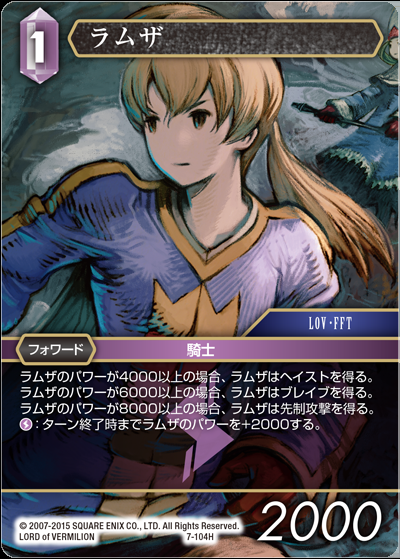 1
ラムザ
LOV・FFT
フォワード
騎士
ラムザのパワーが4000以上の場合、ラムザはヘイストを得る。
ラムザのパワーが6000以上の場合、ラムザはブレイブを得る。
ラムザのパワーが8000以上の場合、ラムザは先制攻撃を得る。
：ターン終了時までラムザのパワーを+2000する。
© 2007-2015 SQUARE ENIX CO., LTD. All Rights Reserved.
LORD of VERMILION
7-104H
2000